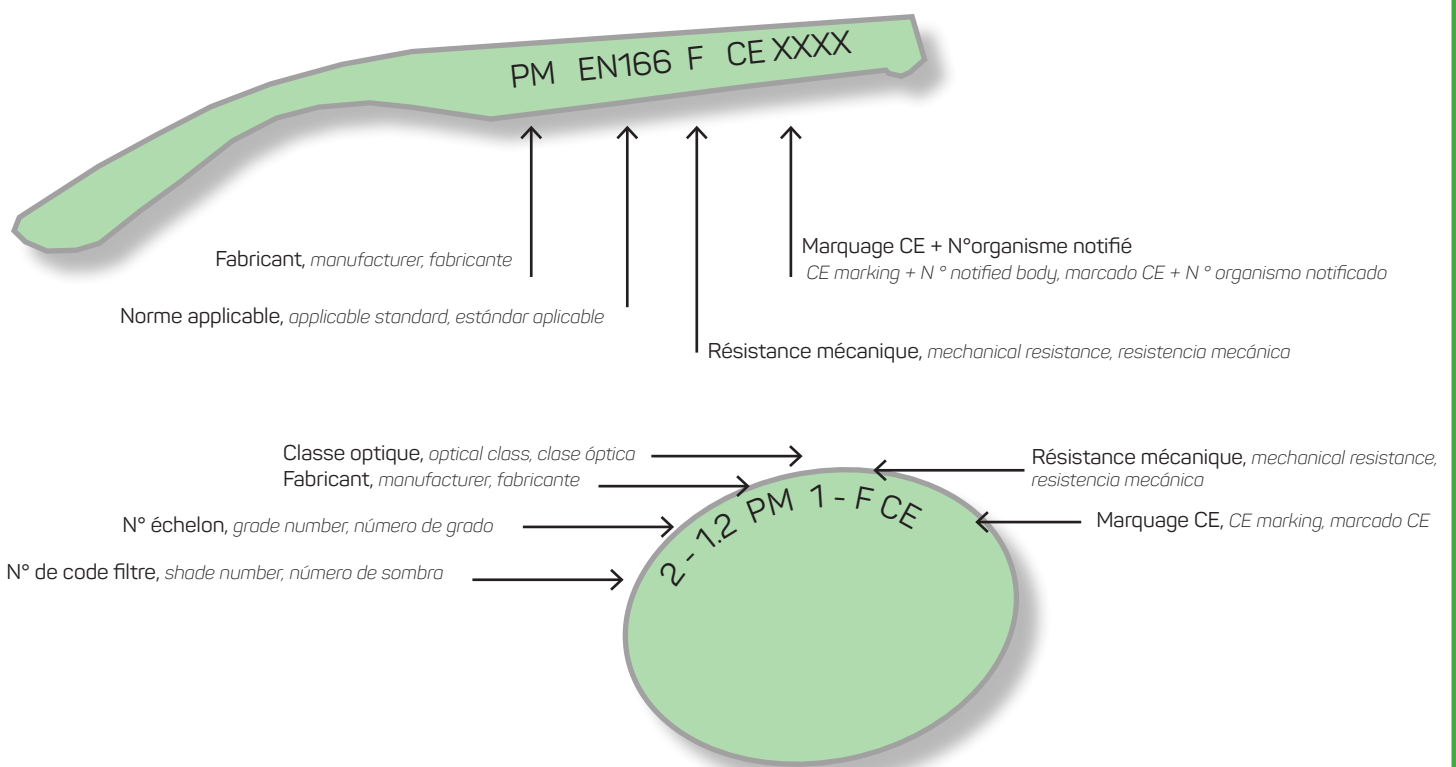 PM EN166 F CE XXXX
Fabricant, manufacturer, fabricante
Marquage CE + N°organisme notifié
CE marking + N ° notified body, marcado CE + N ° organismo notificado
Norme applicable, applicable standard, estándar aplicable
Résistance mécanique, mechanical resistance, resistencia mecánica
Classe optique, optical class, clase óptica
Fabricant, manufacturer, fabricante
Résistance mécanique, mechanical resistance,
resistencia mecánica
N° échelon, grade number, número de grado
Marquage CE, CE marking, marcado CE
N° de code filtre, shade number, número de sombra
2 - 1.2 PM 1 - F CE